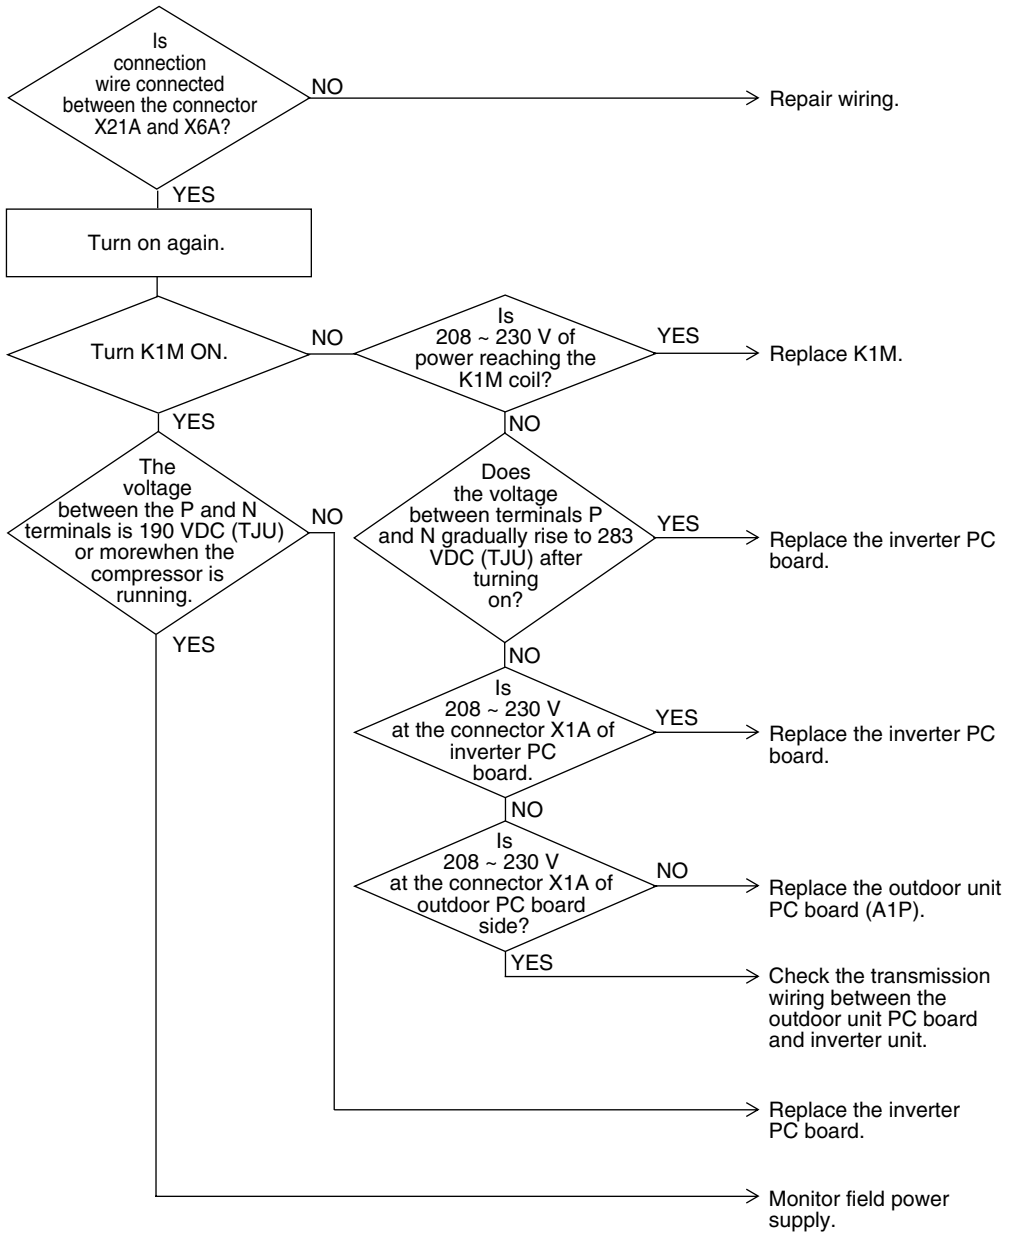 Is
connection
wire connected
between the connector
X21A and X6A?
NO
Repair wiring.
YES
Turn on again.
Turn K1M ON.
NO
Is
208 ~ 230 V of
power reaching the
K1M coil?
YES
Replace K1M.
YES
NO
The
voltage
between the P and N
terminals is 190 VDC (TJU)
or morewhen the
compressor is
running.
NO
Does
the voltage
between terminals P
and N gradually rise to 283
VDC (TJU) after
turning
on?
YES
Replace the inverter PC
board.
YES
NO
Is
208 ~ 230 V
at the connector X1A of
inverter PC
board.
YES
Replace the inverter PC
board.
NO
Is
208 ~ 230 V
at the connector X1A of
outdoor PC board
side?
NO
Replace the outdoor unit
PC board (A1P).
YES
Check the transmission
wiring between the
outdoor unit PC board
and inverter unit.
Replace the inverter
PC board.
Monitor field power
supply.